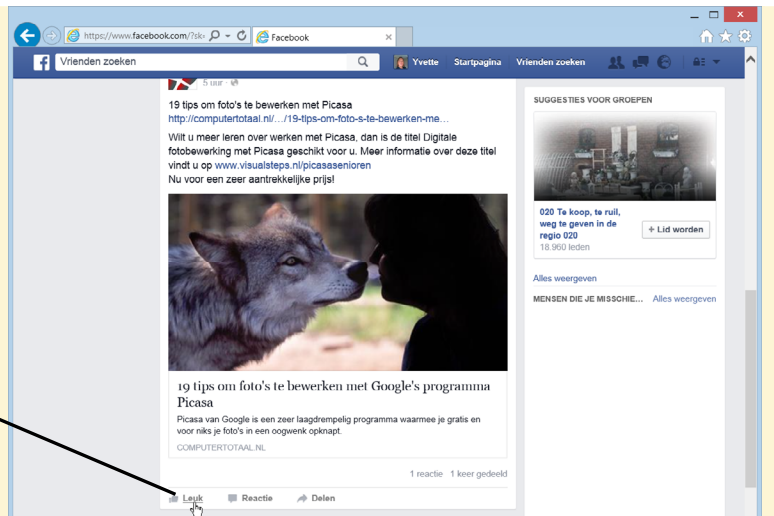 https://www.facebook.com/?sk=
Facebook
Vrienden zoeken
Yvette
Startpagina
Vrienden zoeken
5 uur
19 tips om foto's te bewerken met Picasa
http://computertotaal.nl/…/19-tips-om-foto-s-te-bewerken-me…
Wilt u meer leren over werken met Picasa, dan is de titel Digitale
fotobewerking met Picasa geschikt voor u. Meer informatie over deze titel
vindt u op www.visualsteps.nl/picasasenioren
Nu voor een zeer aantrekkelijke prijs!
19 tips om foto's te bewerken met Google's programma
Picasa
Picasa van Google is een zeer laagdrempelig programma waarmee je gratis en
voor niks je foto's in een oogwenk opknapt.
COMPUTERTOTAAL.NL
1 reactie 1 keer gedeeld
Leuk Reactie Delen
SUGGESTIES VOOR GROEPEN
020 Te koop, te ruil,
weg te geven in de
regio 020
18.960 leden
+ Lid worden
Alles weergeven
MENSEN DIE JE MISSCHIE... Alles weergeven